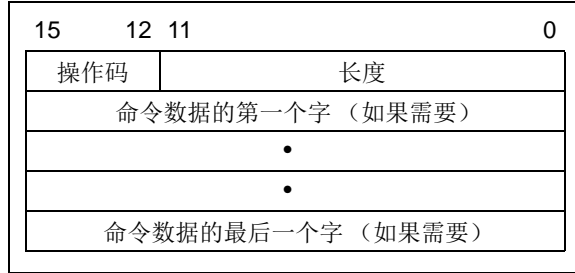 15 12 11 0
操作码 长度
命令数据的第一个字 （如果需要）
•
•
命令数据的最后一个字 （如果需要）